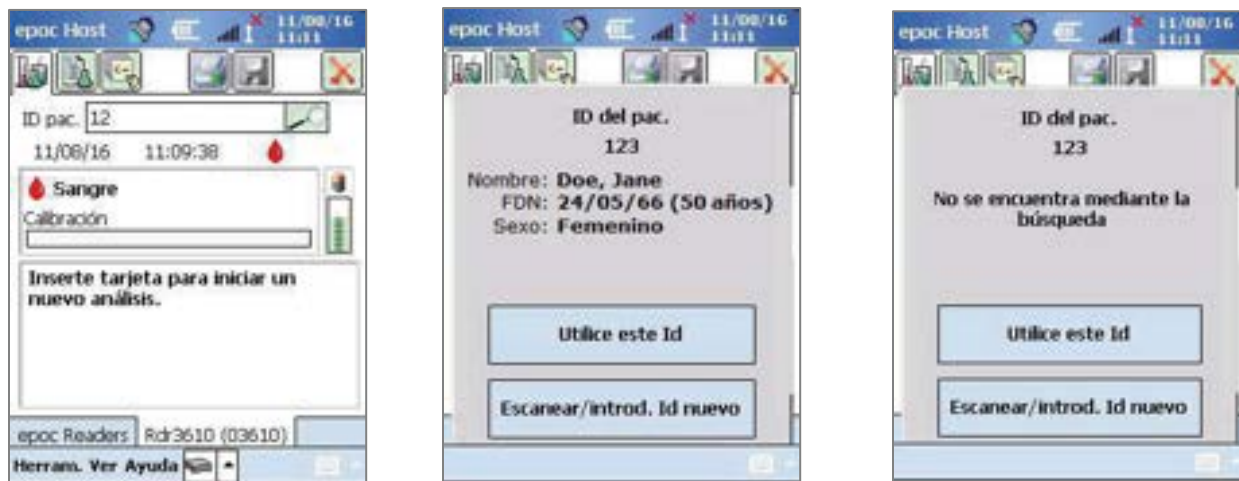 epoc Host
11/08/16
11:11
ID pac. 12
11/08/16 11:09:38
Sangre
Calibración
Inserte tarjeta para iniciar un
nuevo análisis.
epoc Readers Rdr3610 (03610)
Herram. Ver Ayuda
epoc Host
11/08/16
11:11
ID del pac.
123
Nombre: Doe, Jane
FDN: 24/05/66 (50 años)
Sexo: Femenino
Utilice este Id
Escanear/introd. Id nuevo
epoc Host
11/08/16
11:11
ID del pac.
123
No se encuentra mediante la
búsqueda
Utilice este Id
Escanear/introd. Id nuevo